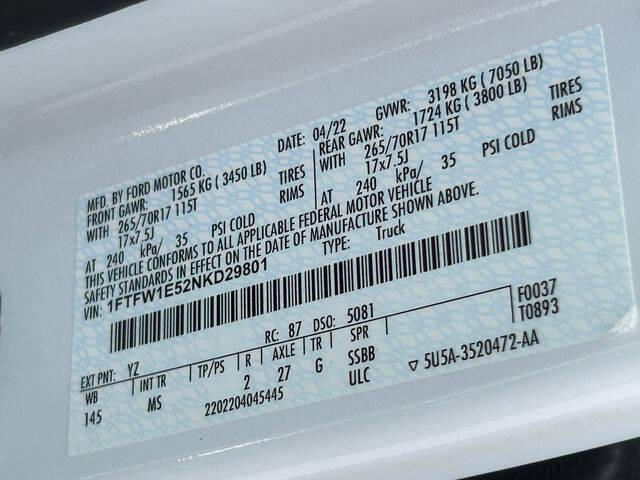 MFD. BY FORD MOTOR CO. DATE: 04/22 GVWR: 3198 KG ( 7050 LB)
FRONT GAWR: 1565 KG ( 3450 LB) REAR GAWR: 1724 KG ( 3800 LB)
WITH 265/70R17 115T TIRES WITH 265/70R17 115T TIRES
17x7.5J RIMS 17x7.5J RIMS
AT 240 kPa/ 35 PSI COLD AT 240 kPa/ 35 PSI COLD
THIS VEHICLE CONFORMS TO ALL APPLICABLE FEDERAL MOTOR VEHICLE
SAFETY STANDARDS IN EFFECT ON THE DATE OF MANUFACTURE SHOWN ABOVE.
VIN: 1FTFW1E52NKD29801 TYPE: Truck
F0037
T0893
EXT PNT: YZ RC: 87 DSO: 5081
WB INT TR TP/PS R AXLE TR SPR
145 MS 2 27 G SSBB
2202204045445 ULC ▽ 5U5A-3520472-AA